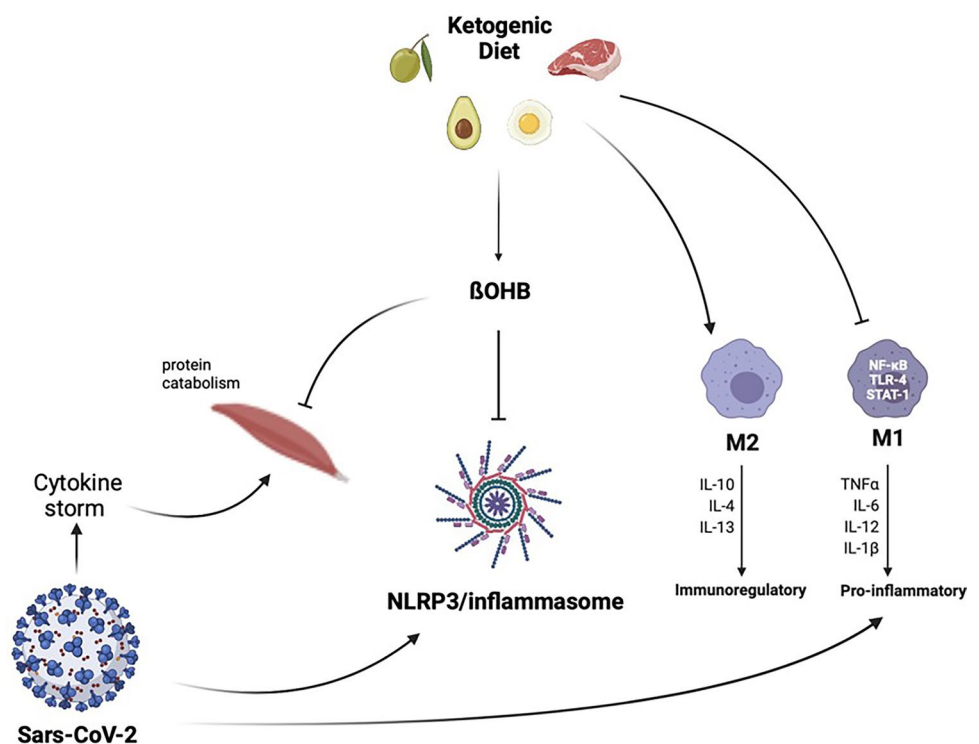 Ketogenic
Diet
ßOHB
protein
catabolism
NF-κB
TLR-4
STAT-1
M2
M1
Cytokine
storm
IL-10
IL-4
IL-13
TNFα
IL-6
IL-12
IL-1β
Immunoregulatory
Pro-inflammatory
NLRP3/inflammasome
Sars-CoV-2